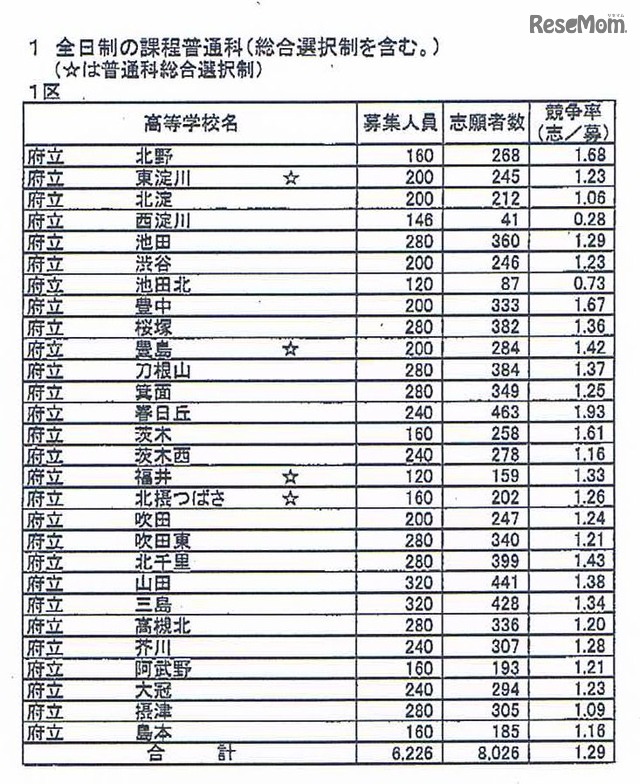 リセマム
ReseMom.
1 全日制の課程普通科(総合選択制を含む。)
(☆は普通科総合選択制)
1区
高等学校名 募集人員 志願者数 競争率
(志/募)
府立 北野 160 268 1.68
府立 東淀川 ☆ 200 245 1.23
府立 北淀 200 212 1.06
府立 西淀川 146 41 0.28
府立 池田 280 360 1.29
府立 渋谷 200 246 1.23
府立 池田北 120 87 0.73
府立 豊中 200 333 1.67
府立 桜塚 280 382 1.36
府立 豊島 ☆ 200 284 1.42
府立 刀根山 280 384 1.37
府立 箕面 280 349 1.25
府立 春日丘 240 463 1.93
府立 茨木 160 258 1.61
府立 茨木西 240 278 1.16
府立 福井 ☆ 120 159 1.33
府立 北摂つばさ ☆ 160 202 1.26
府立 吹田 200 247 1.24
府立 吹田東 280 340 1.21
府立 北千里 280 399 1.43
府立 山田 320 441 1.38
府立 三島 320 428 1.34
府立 高槻北 280 336 1.20
府立 芥川 240 307 1.28
府立 阿武野 160 193 1.21
府立 大冠 240 294 1.23
府立 摂津 280 305 1.09
府立 島本 160 185 1.16
合 計 6,226 8,026 1.29